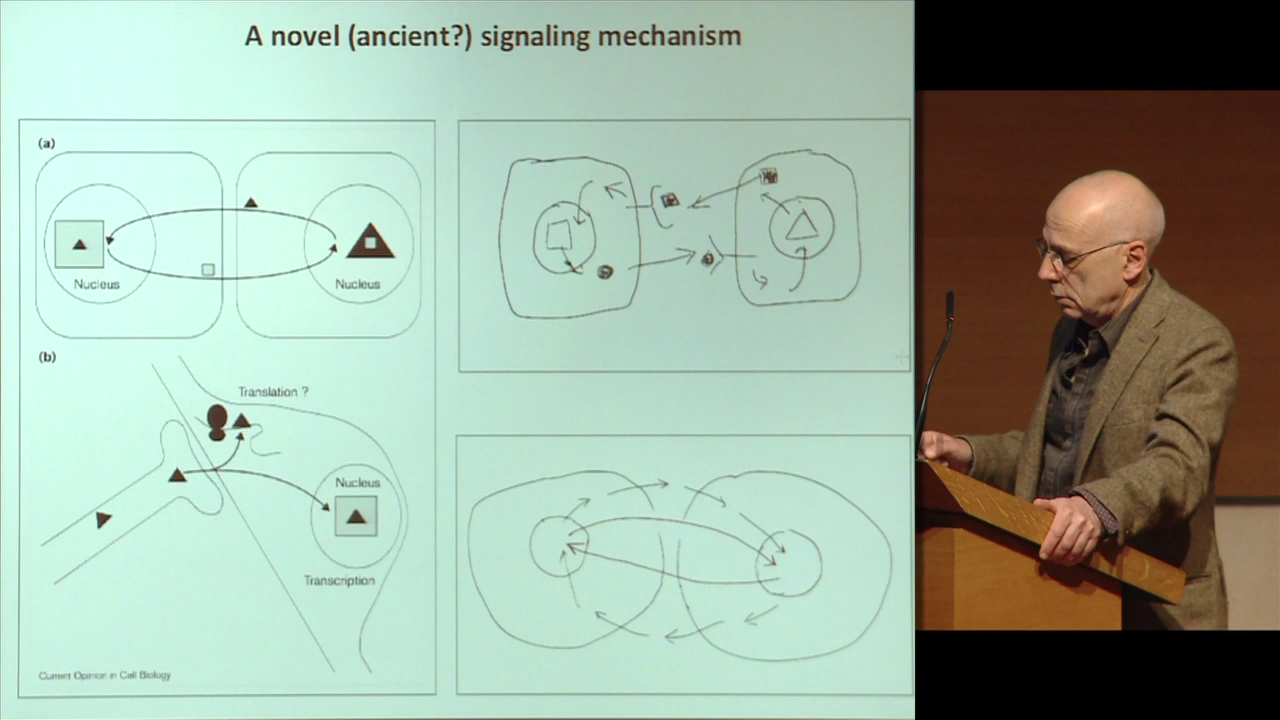 A novel (ancient?) signaling mechanism
(a)
Nucleus
Nucleus
(b)
Translation ?
Nucleus
Transcription
Current Opinion in Cell Biology